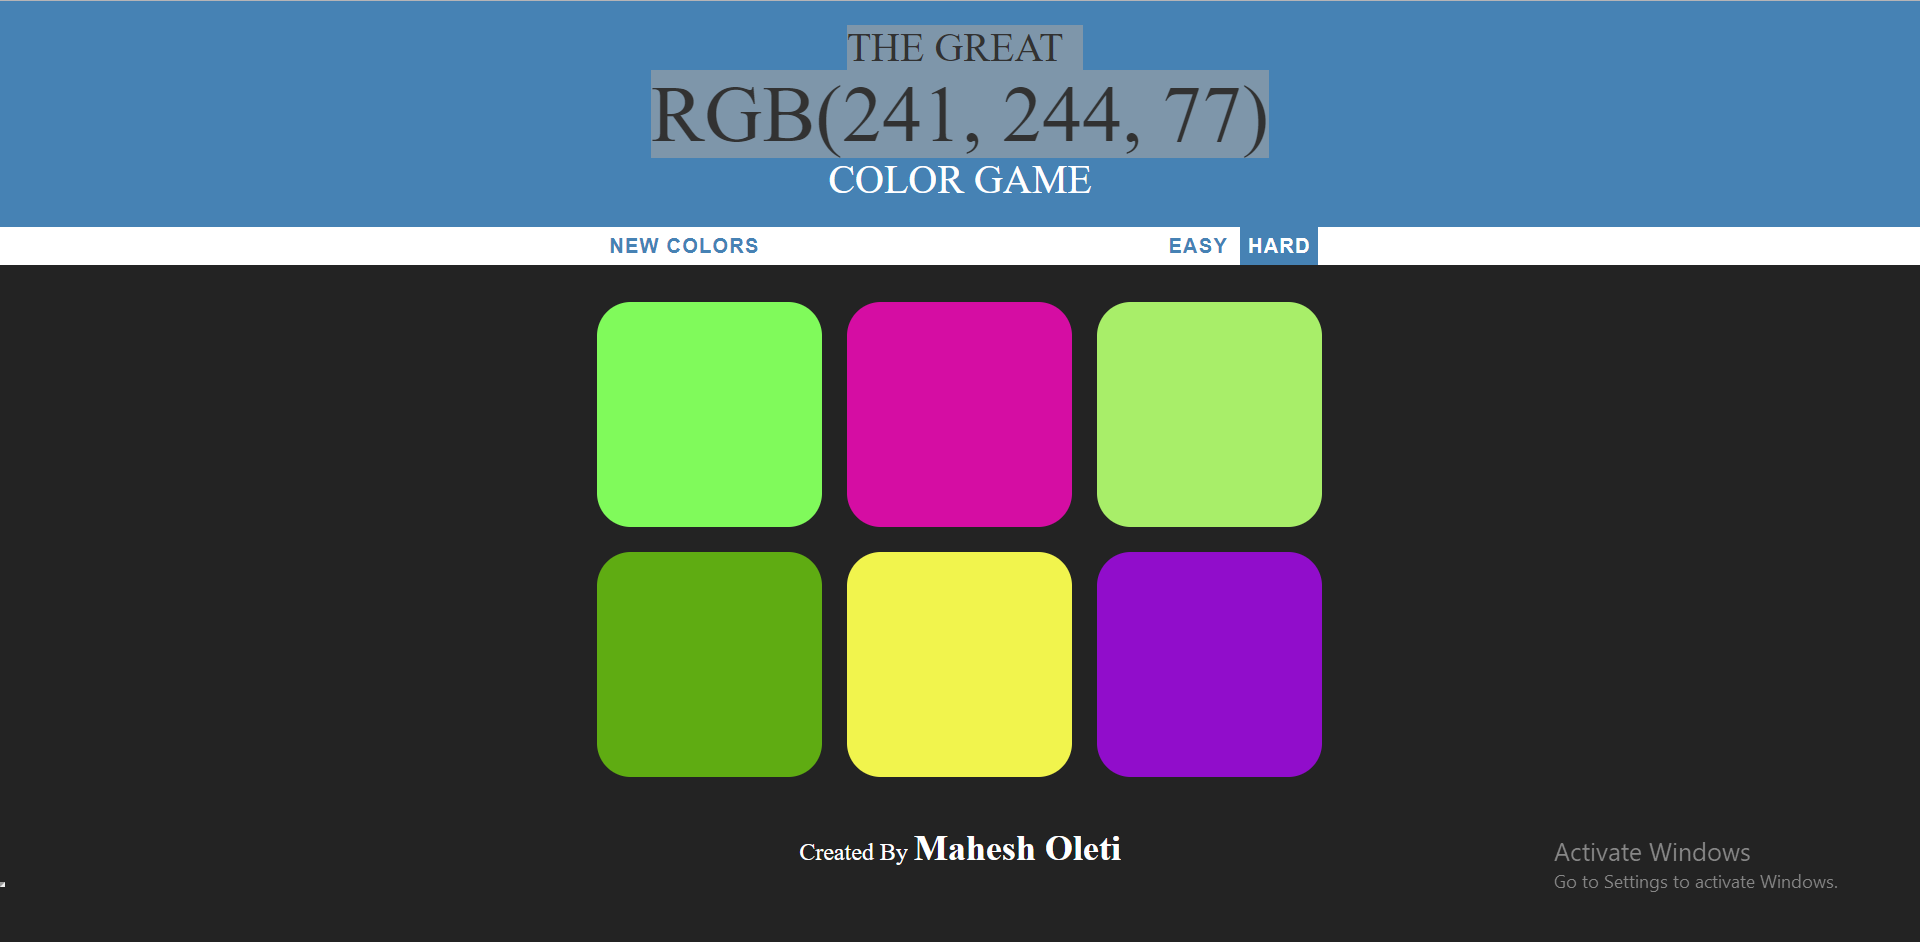 THE GREAT
RGB(241, 244, 77)
COLOR GAME
NEW COLORS EASY HARD
Created By Mahesh Oleti
Activate Windows
Go to Settings to activate Windows.